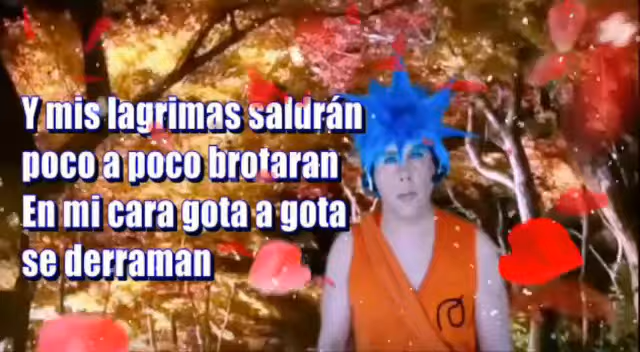 Y mis lagrimas saldrán
poco a poco brotaran
En mi cara gota a gota
se derraman